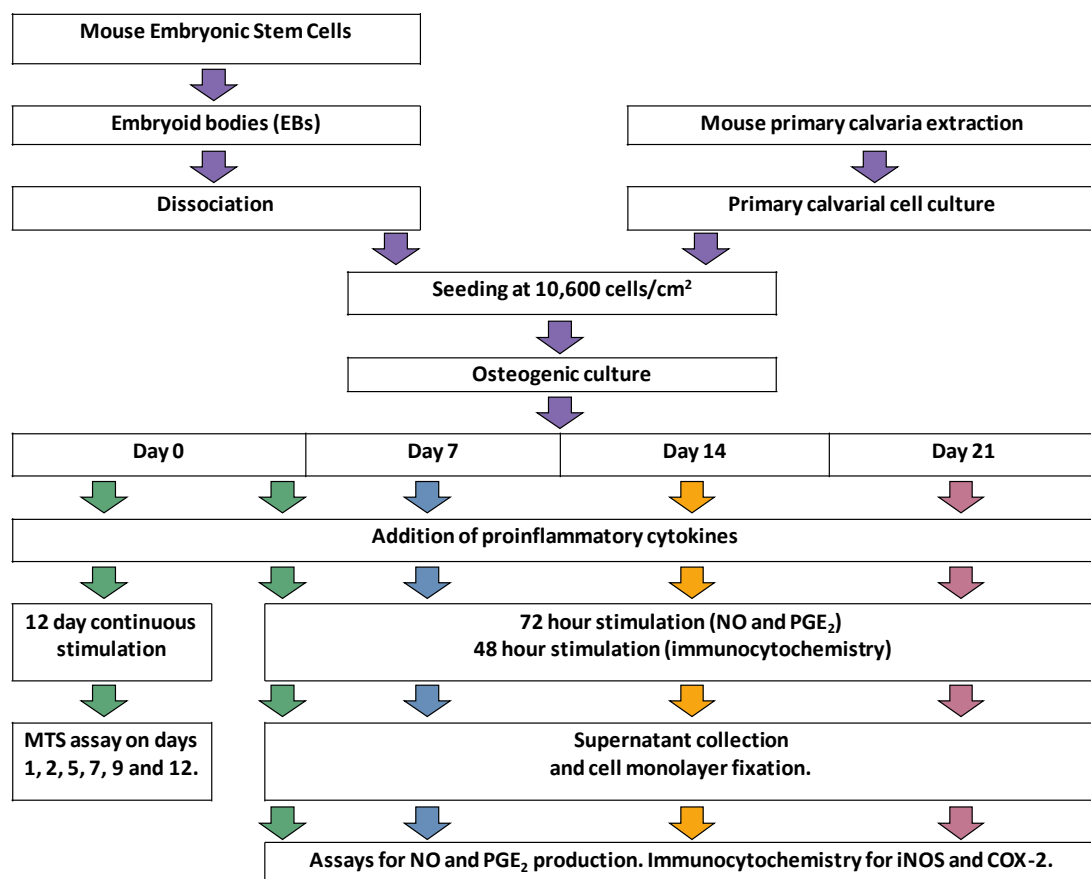 Mouse Embryonic Stem Cells
Embryoid bodies (EBs)
Mouse primary calvaria extraction
Dissociation
Primary calvarial cell culture
Seeding at 10,600 cells/cm²
Osteogenic culture
Day 0
Day 7
Day 14
Day 21
Addition of proinflammatory cytokines
12 day continuous
stimulation
72 hour stimulation (NO and PGE₂)
48 hour stimulation (immunocytochemistry)
MTS assay on days
1, 2, 5, 7, 9 and 12.
Supernatant collection
and cell monolayer fixation.
Assays for NO and PGE₂ production. Immunocytochemistry for iNOS and COX-2.